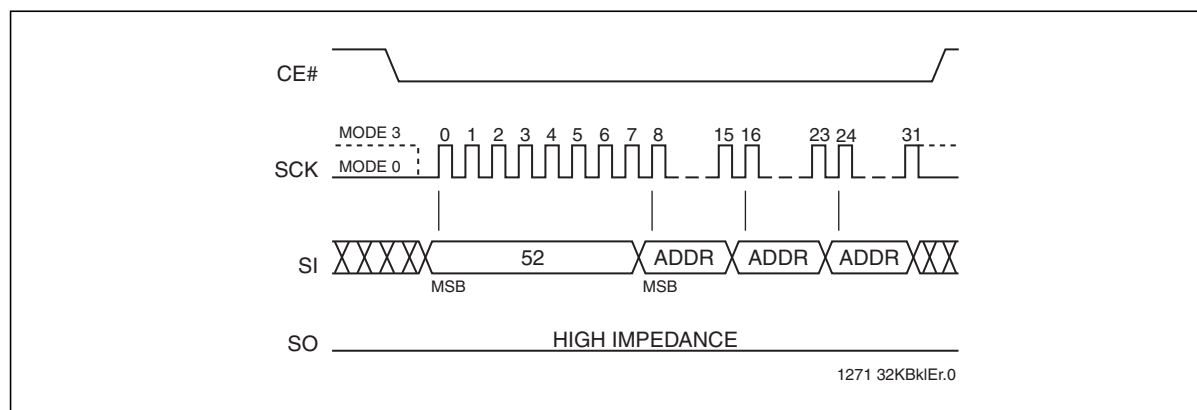 CE#
MODE 3
0 1 2 3 4 5 6 7 8 15 16 23 24 31
SCK
MODE 0
SI
52 ADDR ADDR ADDR
MSB MSB
SO
HIGH IMPEDANCE
1271 32KBklEr.0